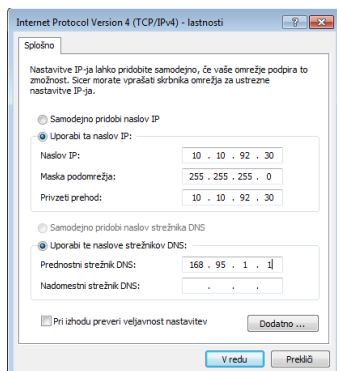 Internet Protocol Version 4 (TCP/IPv4) - lastnosti
Splošno
Nastavitve IP-ja lahko pridobite samodejno, če vaše omrežje podpira to
zmožnost. Sicer morate vprašati skrbnika omrežja za ustrezne
nastavitve IP-ja.
Samodejno pridobi naslov IP
Uporabi ta naslov IP:
Naslov IP: 10 . 10 . 92 . 30
Maska podomrežja: 255 . 255 . 255 . 0
Privzeti prehod: 10 . 10 . 92 . 30
Samodejno pridobi naslov strežnika DNS
Uporabi te naslove strežnikov DNS:
Prednostni strežnik DNS: 168 . 95 . 1 . 1
Nadomestni strežnik DNS: . . .
Pri izhodu preveri veljavnost nastavitev
Dodatno ...
V redu Prekliči